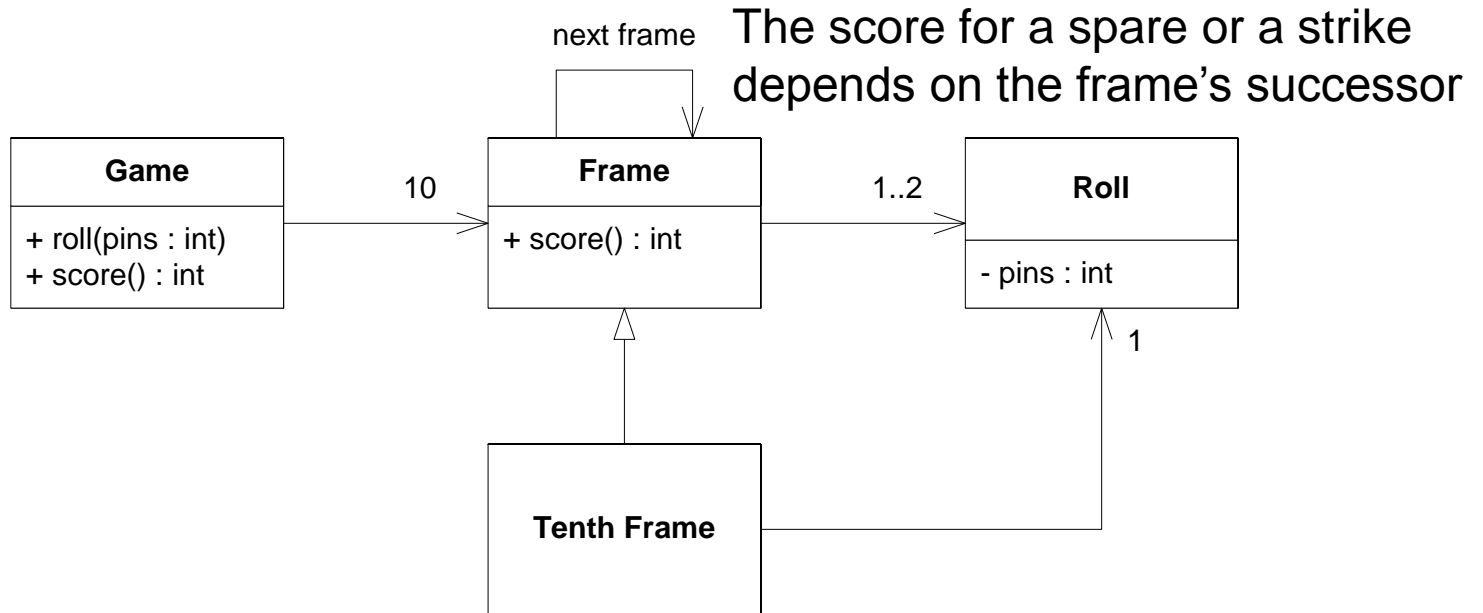 next frame
The score for a spare or a strike
depends on the frame’s successor
Game
+ roll(pins : int)
+ score() : int
10
Frame
+ score() : int
1..2
Roll
- pins : int
1
Tenth Frame